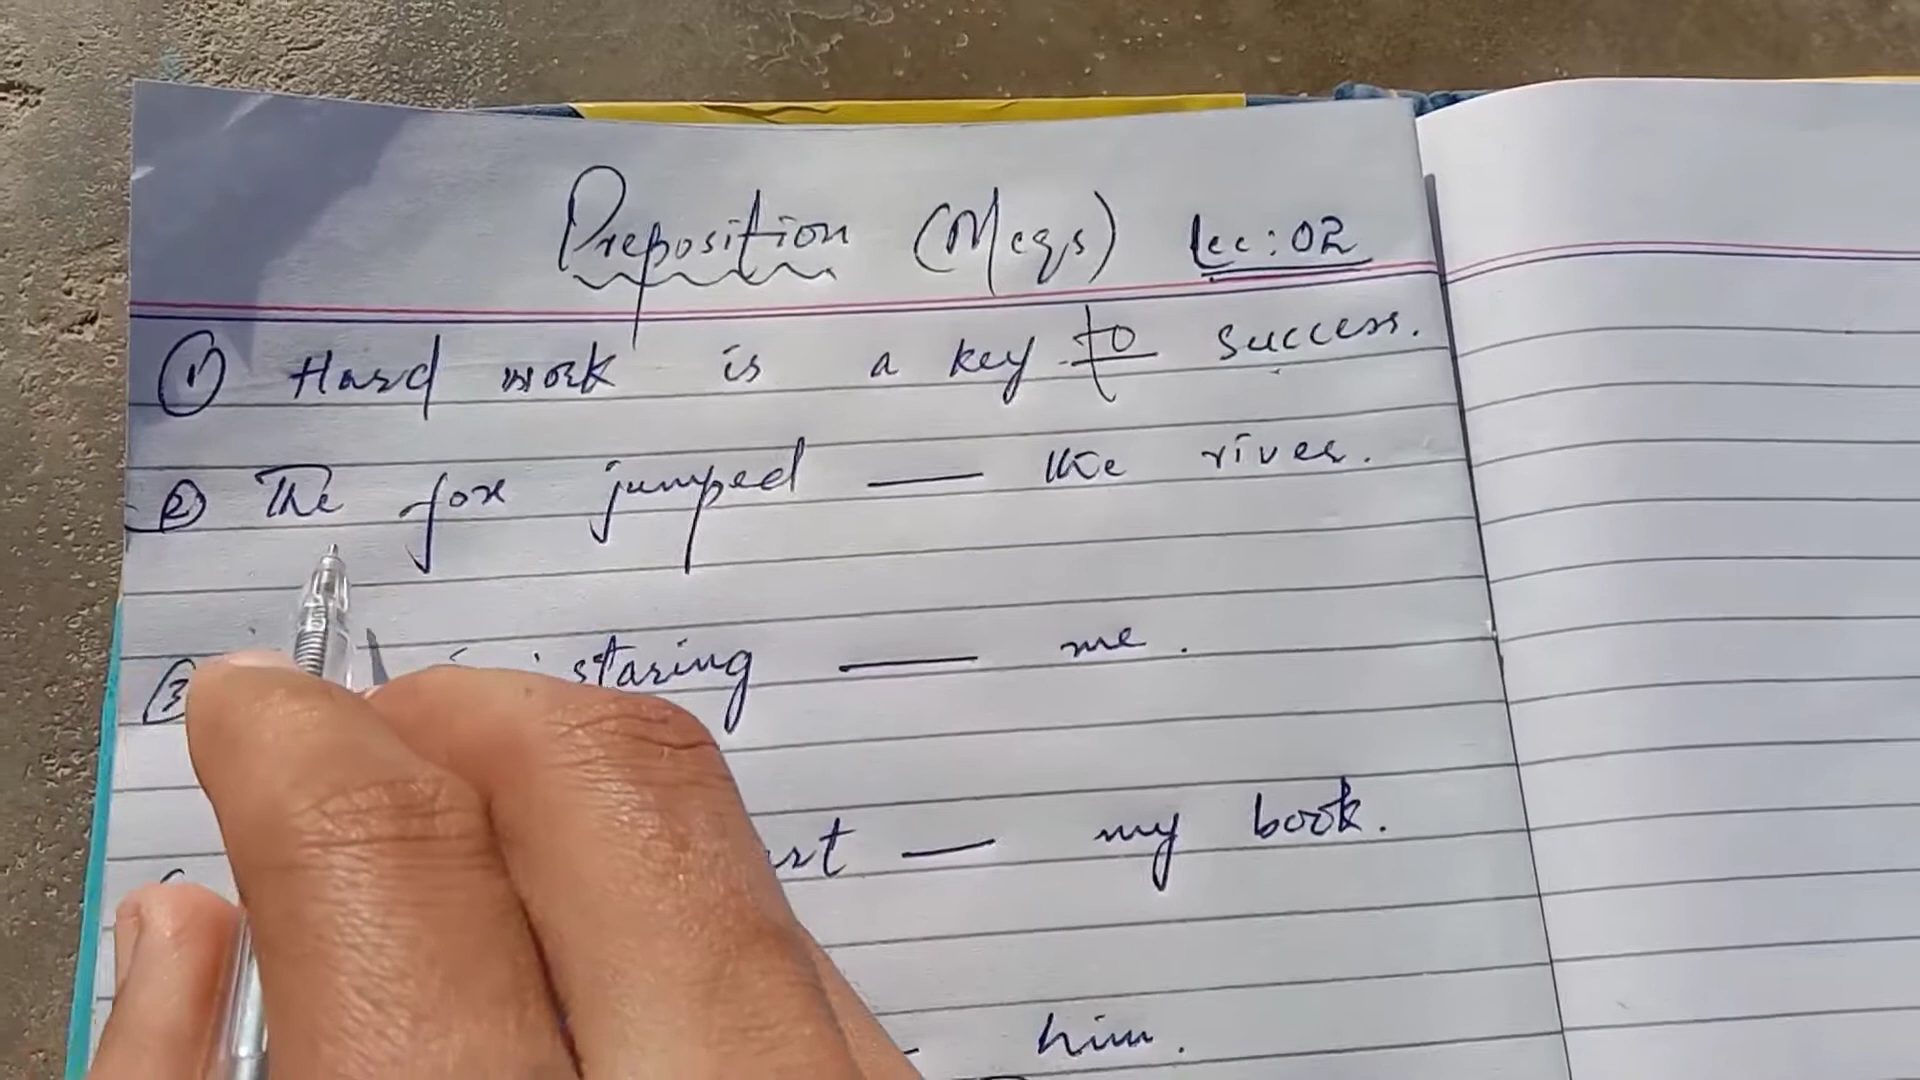 Preposition (Mcqs) Lec:02
① Hard work is a key to success.
② The fox jumped — the river.
③ staring — me.
— my book.
him.